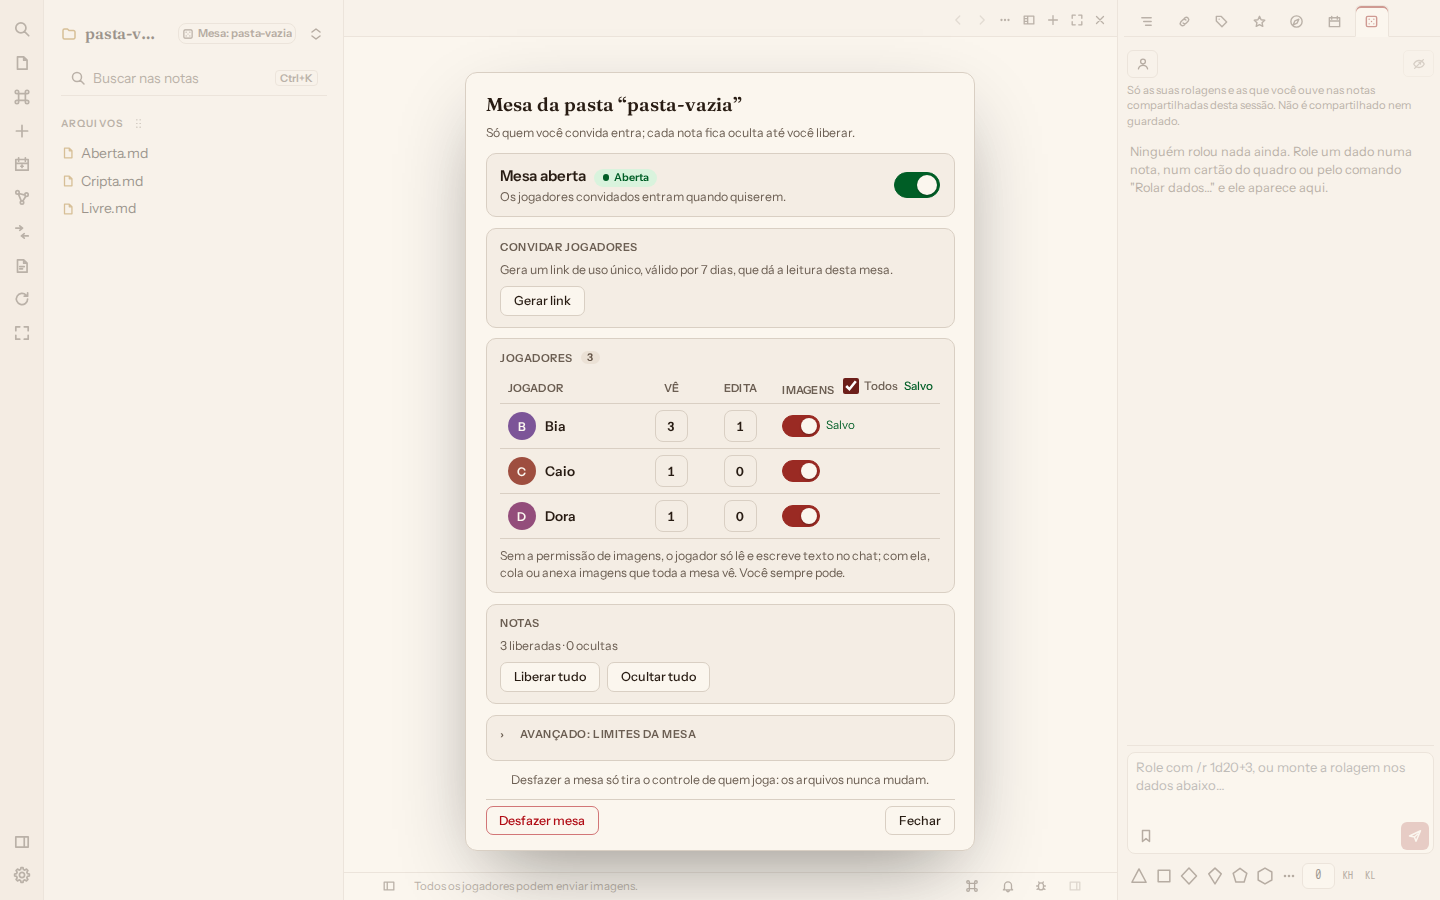 pasta-v...
Mesa: pasta-vazia
Buscar nas notas
Ctrl+K
ARQUIVOS
Aberta.md
Cripta.md
Livre.md
Mesa da pasta “pasta-vazia”
Só quem você convida entra; cada nota fica oculta até você liberar.
Mesa aberta
Aberta
Os jogadores convidados entram quando quiserem.
CONVIDAR JOGADORES
Gera um link de uso único, válido por 7 dias, que dá a leitura desta mesa.
Gerar link
JOGADORES 3
JOGADOR VÊ EDITA IMAGENS Todos Salvo
B Bia 3 1 Salvo
C Caio 1 0
D Dora 1 0
Sem a permissão de imagens, o jogador só lê e escreve texto no chat; com ela,
cola ou anexa imagens que toda a mesa vê. Você sempre pode.
NOTAS
3 liberadas · 0 ocultas
Liberar tudo
Ocultar tudo
› AVANÇADO: LIMITES DA MESA
Desfazer a mesa só tira o controle de quem joga: os arquivos nunca mudam.
Desfazer mesa
Fechar
Todos os jogadores podem enviar imagens.
Só as suas rolagens e as que você ouve nas notas
compartilhadas desta sessão. Não é compartilhado nem
guardado.
Ninguém rolou nada ainda. Role um dado numa
nota, num cartão do quadro ou pelo comando
"Rolar dados..." e ele aparece aqui.
Role com /r 1d20+3, ou monte a rolagem nos
dados abaixo...
0 KH KL